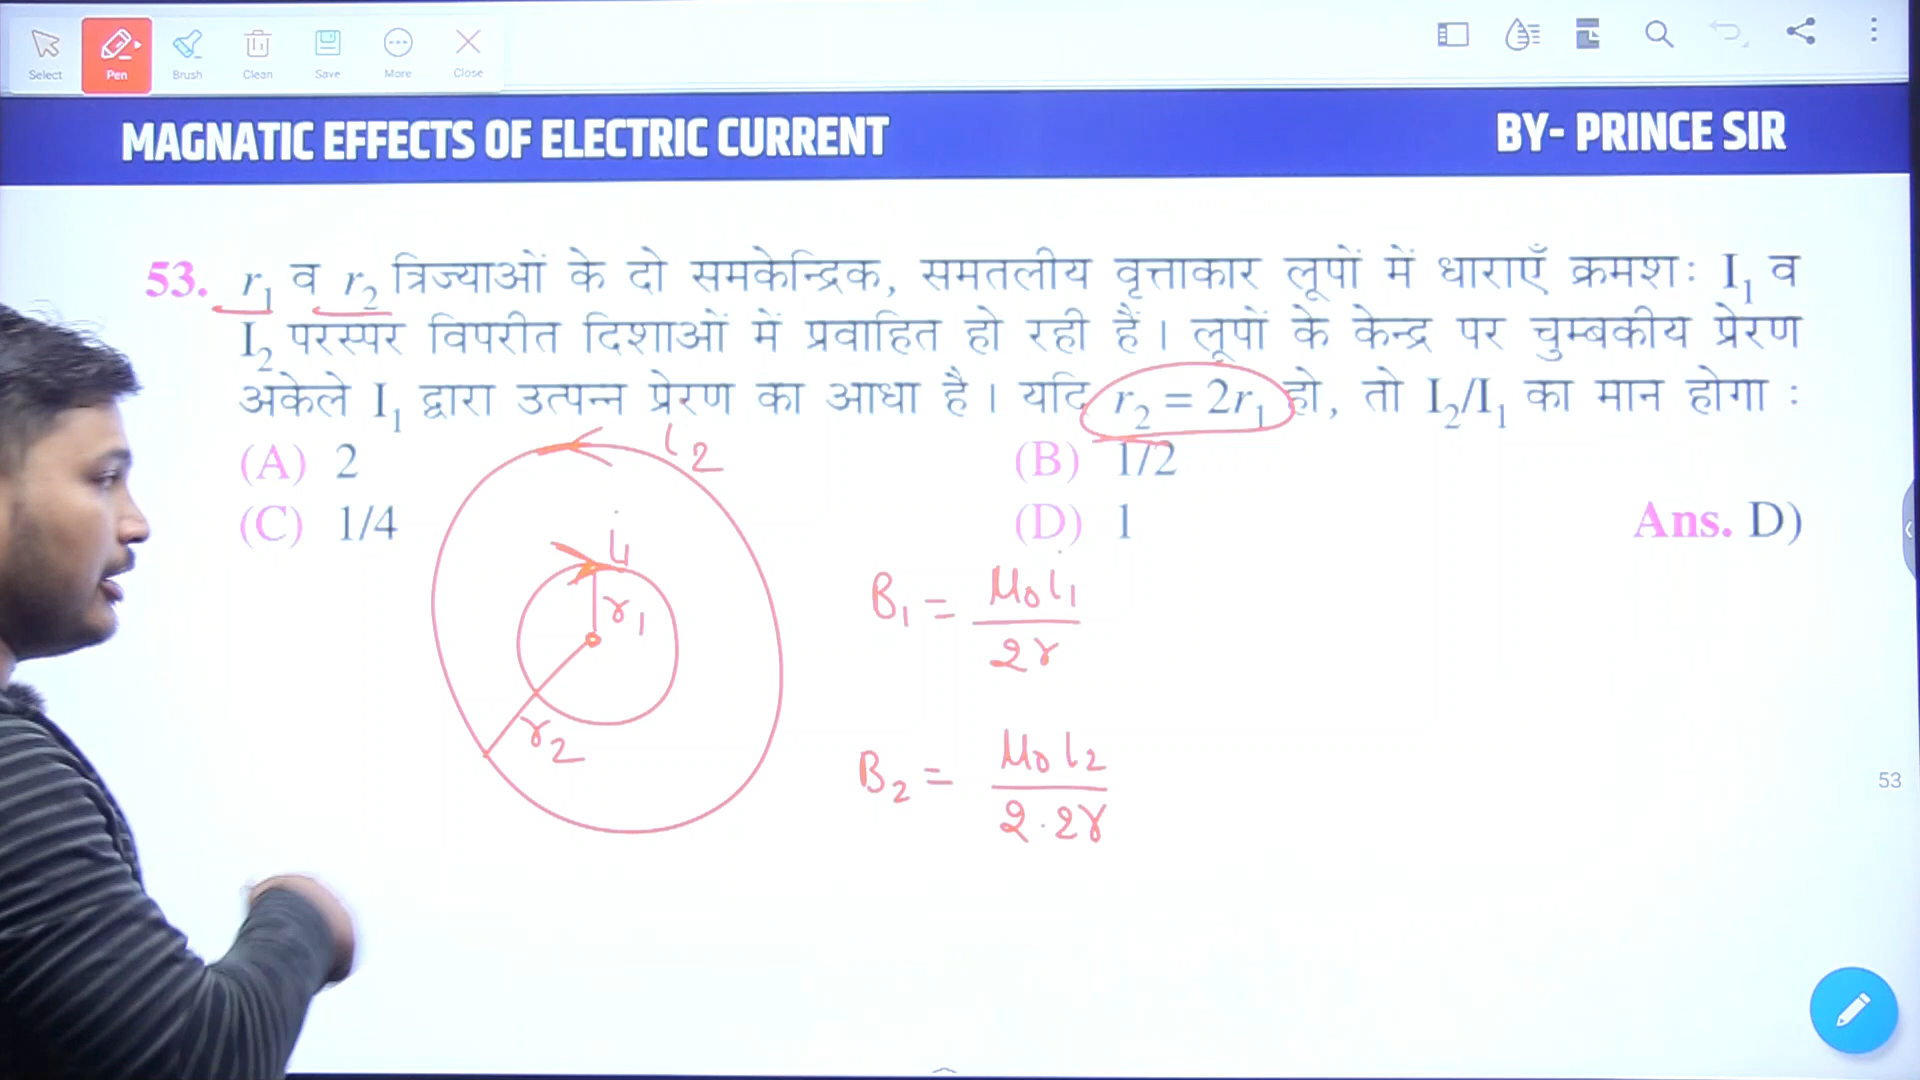 Select Pen Brush Clean Save More Close
MAGNATIC EFFECTS OF ELECTRIC CURRENT
BY- PRINCE SIR
53. r₁ व r₂ त्रिज्याओं के दो समकेन्द्रिक, समतलीय वृत्ताकार लूपों में धाराएँ क्रमशः I₁ व
I₂ परस्पर विपरीत दिशाओं में प्रवाहित हो रही हैं। लूपों के केन्द्र पर चुम्बकीय प्रेरण
अकेले I₁ द्वारा उत्पन्न प्रेरण का आधा है। यदि r₂ = 2r₁ हो, तो I₂/I₁ का मान होगा :
(A) 2
(B) 1/2
(C) 1/4
(D) 1
Ans. D)
i₂
i₁
r₁
r₂
B₁ = μ₀i₁ / 2r
B₂ = μ₀i₂ / 2·2r
53